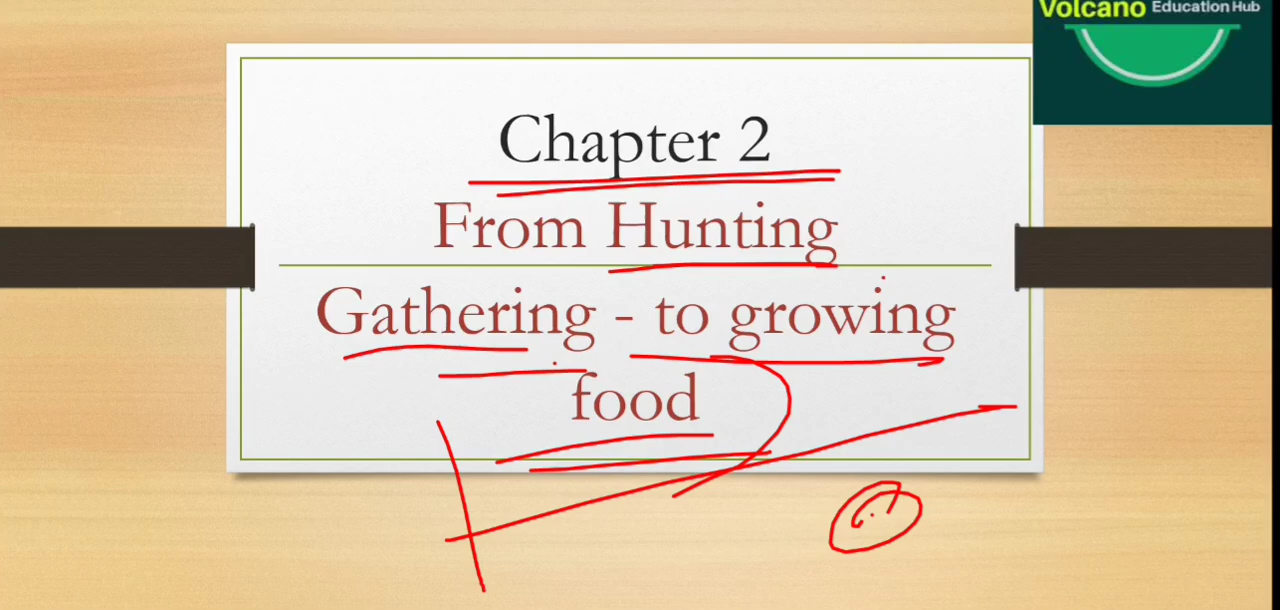 Volcano Education Hub
Chapter 2
From Hunting
Gathering - to growing
food